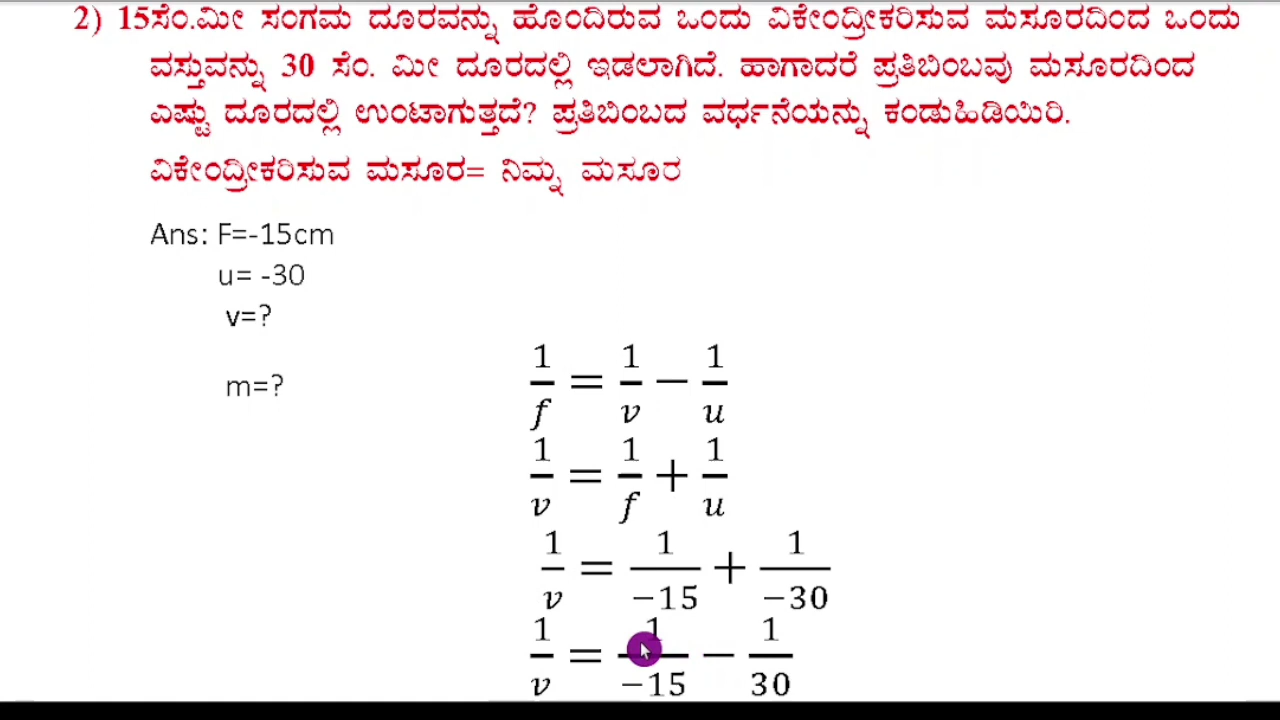 2) 15ಸೆಂ.ಮೀ ಸಂಗಮ ದೂರವನ್ನು ಹೊಂದಿರುವ ಒಂದು ವಿಕೇಂದ್ರೀಕರಿಸುವ ಮಸೂರದಿಂದ ಒಂದು
ವಸ್ತುವನ್ನು 30 ಸೆಂ. ಮೀ ದೂರದಲ್ಲಿ ಇಡಲಾಗಿದೆ. ಹಾಗಾದರೆ ಪ್ರತಿಬಿಂಬವು ಮಸೂರದಿಂದ
ಎಷ್ಟು ದೂರದಲ್ಲಿ ಉಂಟಾಗುತ್ತದೆ? ಪ್ರತಿಬಿಂಬದ ವರ್ಧನೆಯನ್ನು ಕಂಡುಹಿಡಿಯಿರಿ.
ವಿಕೇಂದ್ರೀಕರಿಸುವ ಮಸೂರ= ನಿಮ್ನ ಮಸೂರ
Ans: F=-15cm
u= -30
v=?
m=?
1/f = 1/v − 1/u
1/v = 1/f + 1/u
1/v = 1/−15 + 1/−30
1/v = 1/−15 − 1/30